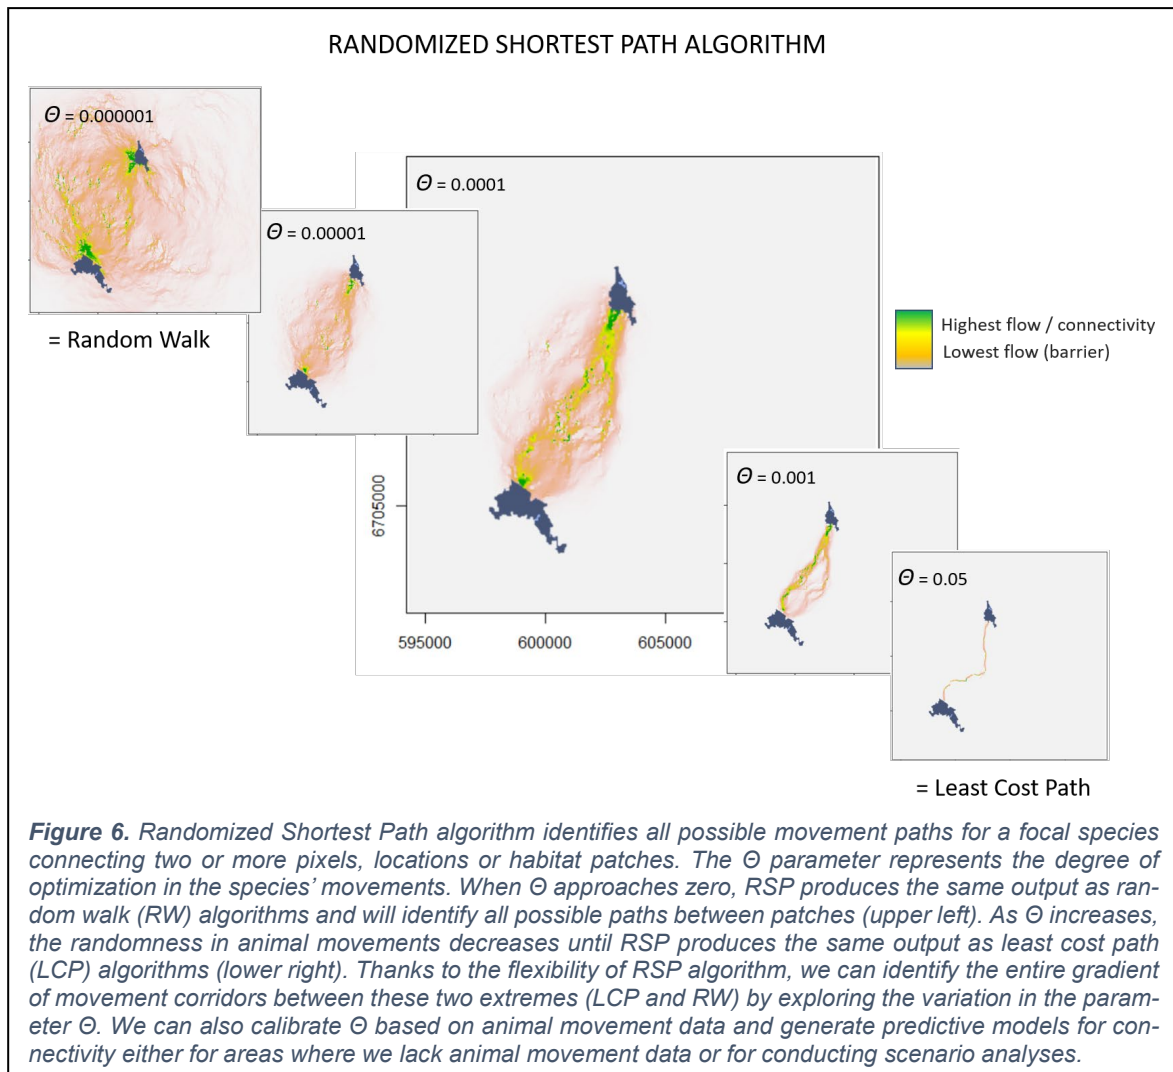 RANDOMIZED SHORTEST PATH ALGORITHM
Θ = 0.000001
= Random Walk
Θ = 0.00001
Θ = 0.0001
6705000
595000 600000 605000
Highest flow / connectivity
Lowest flow (barrier)
Θ = 0.001
Θ = 0.05
= Least Cost Path
Figure 6. Randomized Shortest Path algorithm identifies all possible movement paths for a focal species
connecting two or more pixels, locations or habitat patches. The Θ parameter represents the degree of
optimization in the species’ movements. When Θ approaches zero, RSP produces the same output as ran-
dom walk (RW) algorithms and will identify all possible paths between patches (upper left). As Θ increases,
the randomness in animal movements decreases until RSP produces the same output as least cost path
(LCP) algorithms (lower right). Thanks to the flexibility of RSP algorithm, we can identify the entire gradient
of movement corridors between these two extremes (LCP and RW) by exploring the variation in the param-
eter Θ. We can also calibrate Θ based on animal movement data and generate predictive models for con-
nectivity either for areas where we lack animal movement data or for conducting scenario analyses.